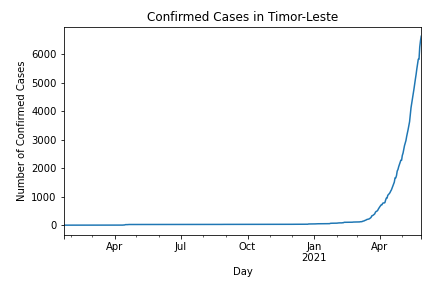 Confirmed Cases in Timor-Leste
Number of Confirmed Cases
6000
5000
4000
3000
2000
1000
0
Apr Jul Oct Jan Apr
2021
Day